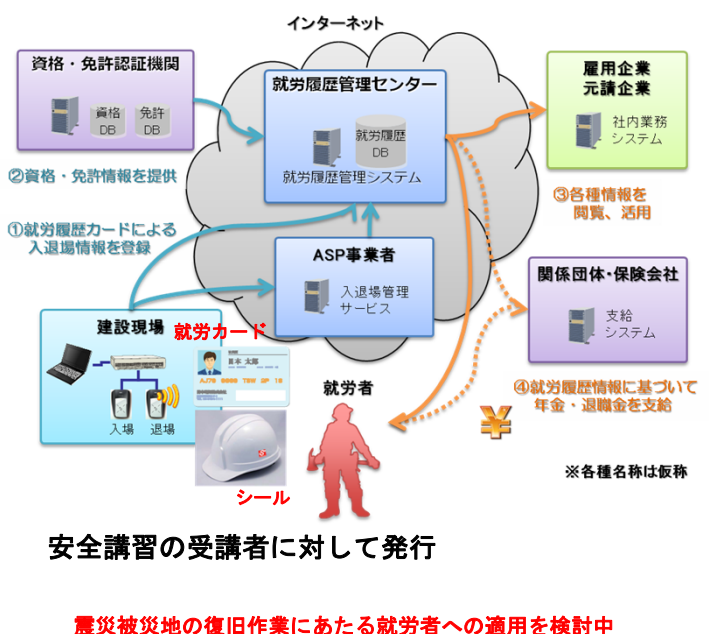 インターネット
資格・免許認証機関
資格
DB
免許
DB
就労履歴管理センター
就労履歴
DB
就労履歴管理システム
雇用企業
元請企業
社内業務
システム
②資格・免許情報を提供
③各種情報を
閲覧、活用
①就労履歴カードによる
入退場情報を登録
ASP事業者
入退場管理
サービス
関係団体・保険会社
支給
システム
建設現場
就労カード
日本 太郎
入場
退場
就労者
④就労履歴情報に基づいて
年金・退職金を支給
¥
シール
※各種名称は仮称
安全講習の受講者に対して発行
震災被災地の復旧作業にあたる就労者への適用を検討中